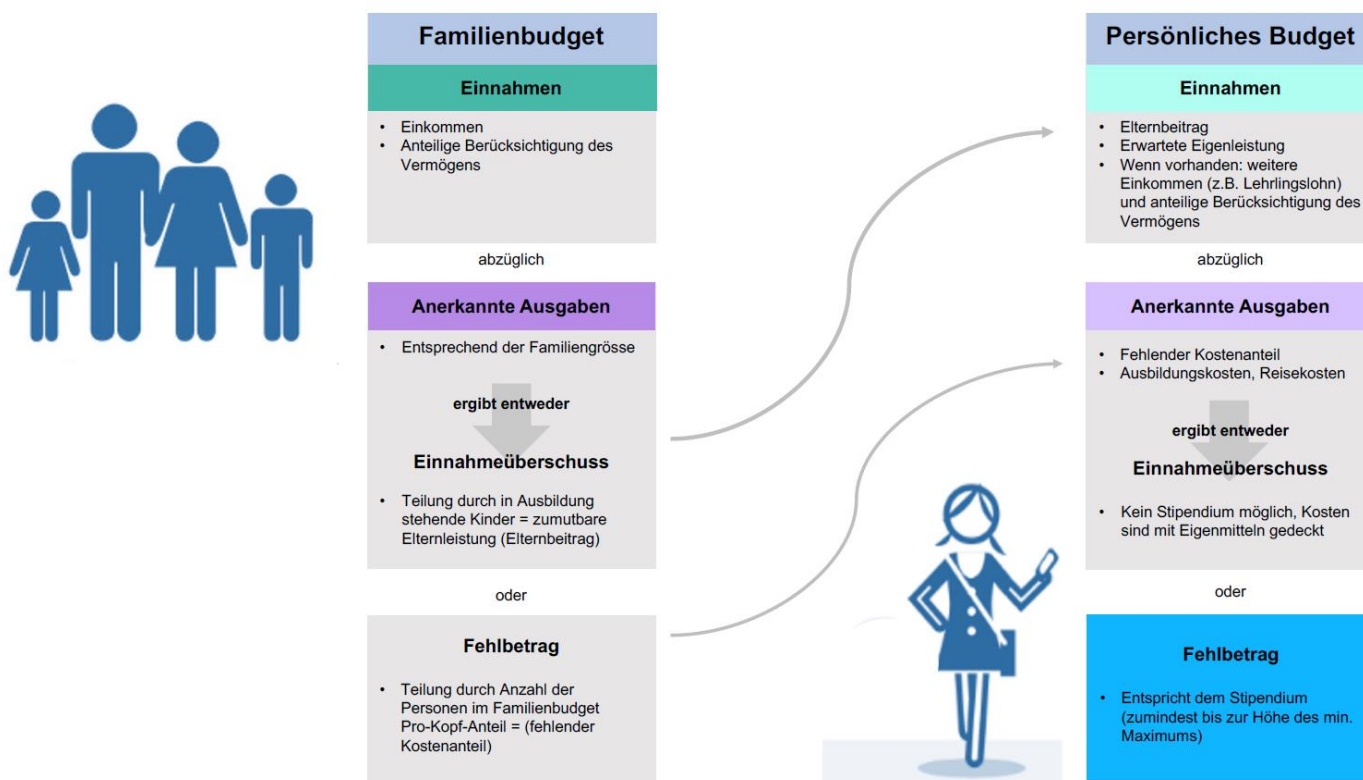 Familienbudget
Einnahmen
• Einkommen
• Anteilige Berücksichtigung des
Vermögens
abzüglich
Anerkannte Ausgaben
• Entsprechend der Familiengrösse
ergibt entweder
Einnahmeüberschuss
• Teilung durch in Ausbildung
stehende Kinder = zumutbare
Elternleistung (Elternbeitrag)
oder
Fehlbetrag
• Teilung durch Anzahl der
Personen im Familienbudget
Pro-Kopf-Anteil = (fehlender
Kostenanteil)
Persönliches Budget
Einnahmen
• Elternbeitrag
• Erwartete Eigenleistung
• Wenn vorhanden: weitere
Einkommen (z.B. Lehrlingslohn)
und anteilige Berücksichtigung des
Vermögens
abzüglich
Anerkannte Ausgaben
• Fehlender Kostenanteil
• Ausbildungskosten, Reisekosten
ergibt entweder
Einnahmeüberschuss
• Kein Stipendium möglich, Kosten
sind mit Eigenmitteln gedeckt
oder
Fehlbetrag
• Entspricht dem Stipendium
(zumindest bis zur Höhe des min.
Maximums)